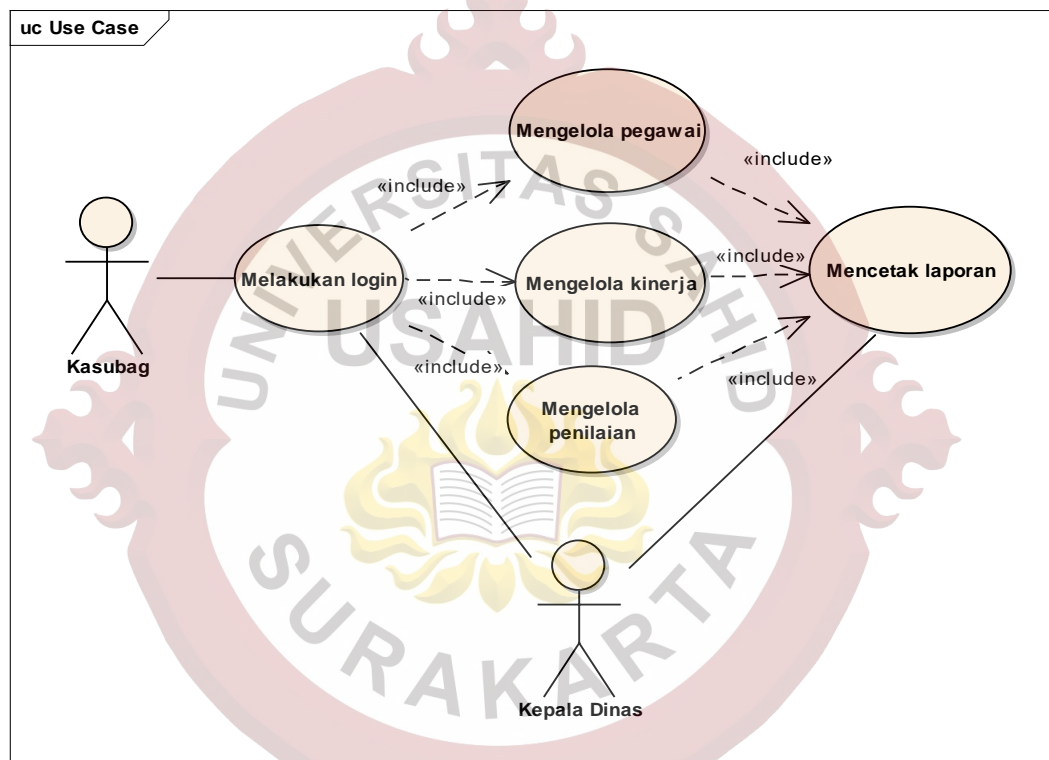 uc Use Case
Mengelola pegawai
«include»
«include»
Kasubag
Melakukan login
«include»
Mengelola kinerja
«include»
Mencetak laporan
«include»
Mengelola
penilaian
«include»
Kepala Dinas
UNIVERSITAS SAHID
USAHID
SURAKARTA